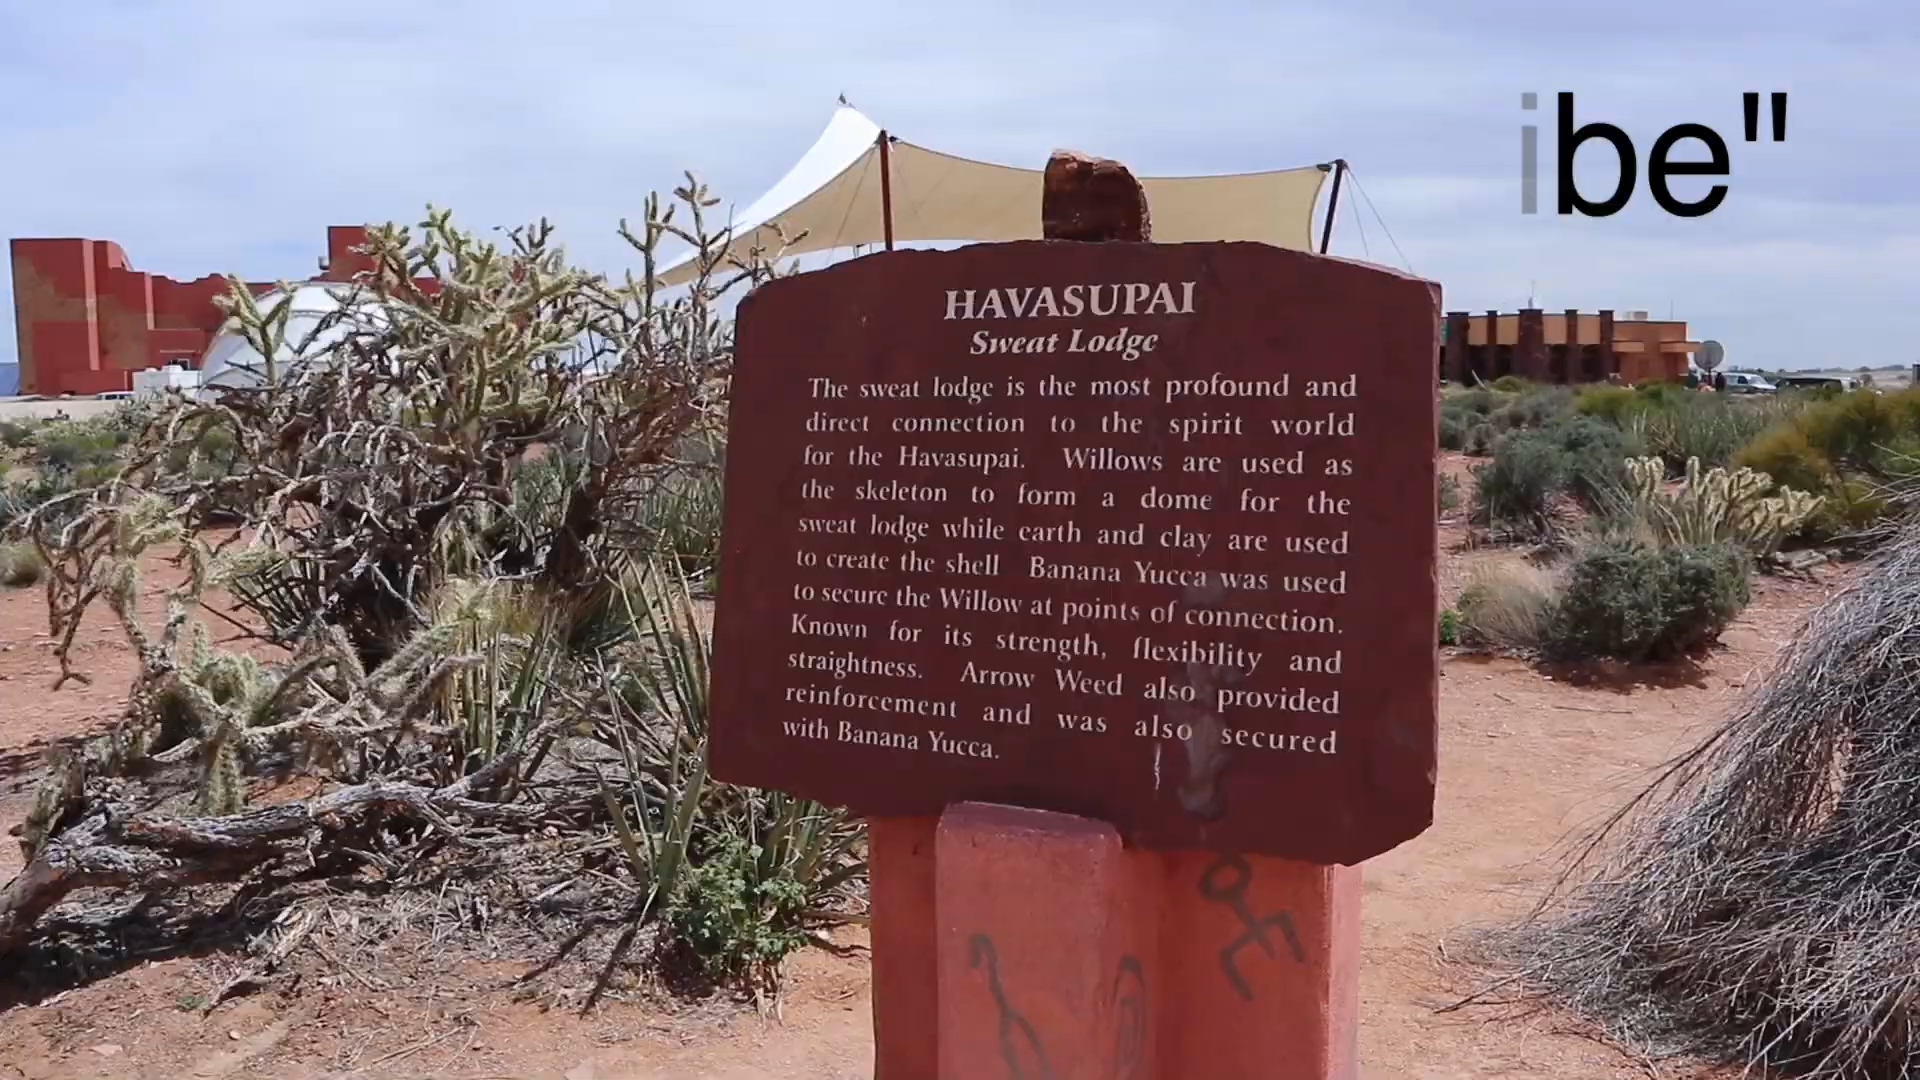 ibe"
HAVASUPAI
Sweat Lodge
The sweat lodge is the most profound and
direct connection to the spirit world
for the Havasupai. Willows are used as
the skeleton to form a dome for the
sweat lodge while earth and clay are used
to create the shell Banana Yucca was used
to secure the Willow at points of connection.
Known for its strength, flexibility and
straightness. Arrow Weed also provided
reinforcement and was also secured
with Banana Yucca.